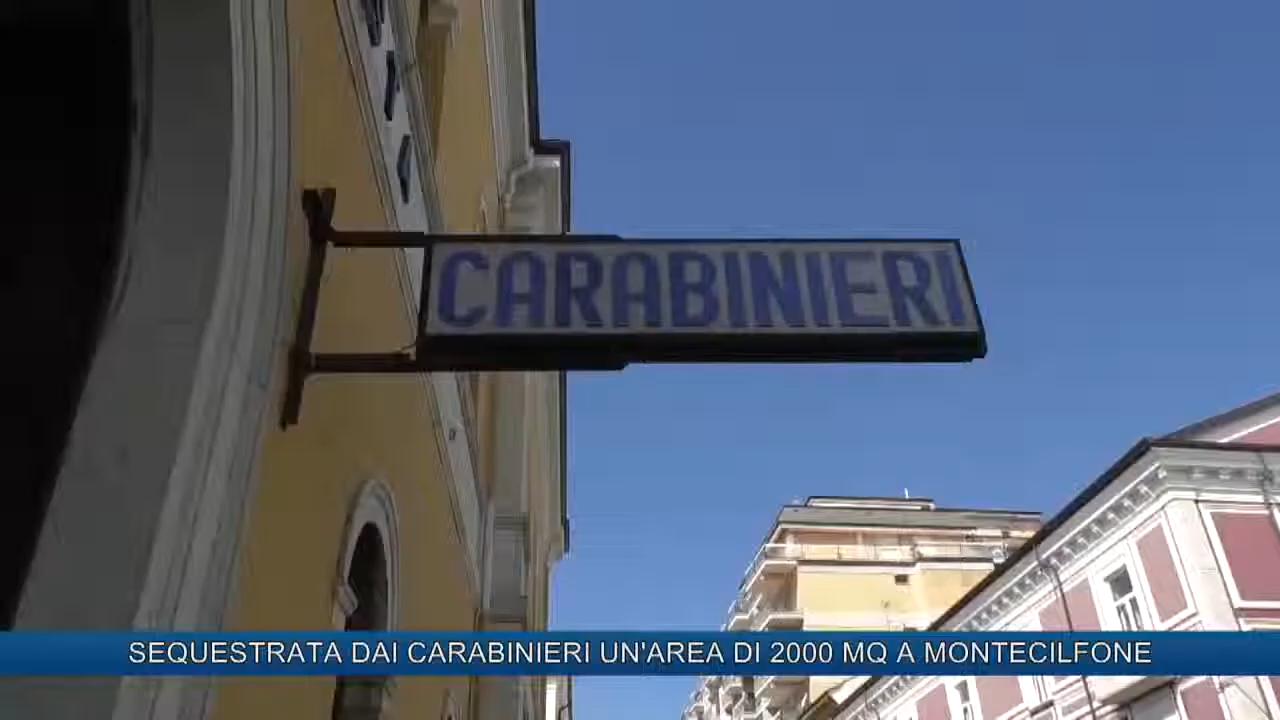 CARABINIERI
SEQUESTRATA DAI CARABINIERI UN'AREA DI 2000 MQ A MONTECILFONE